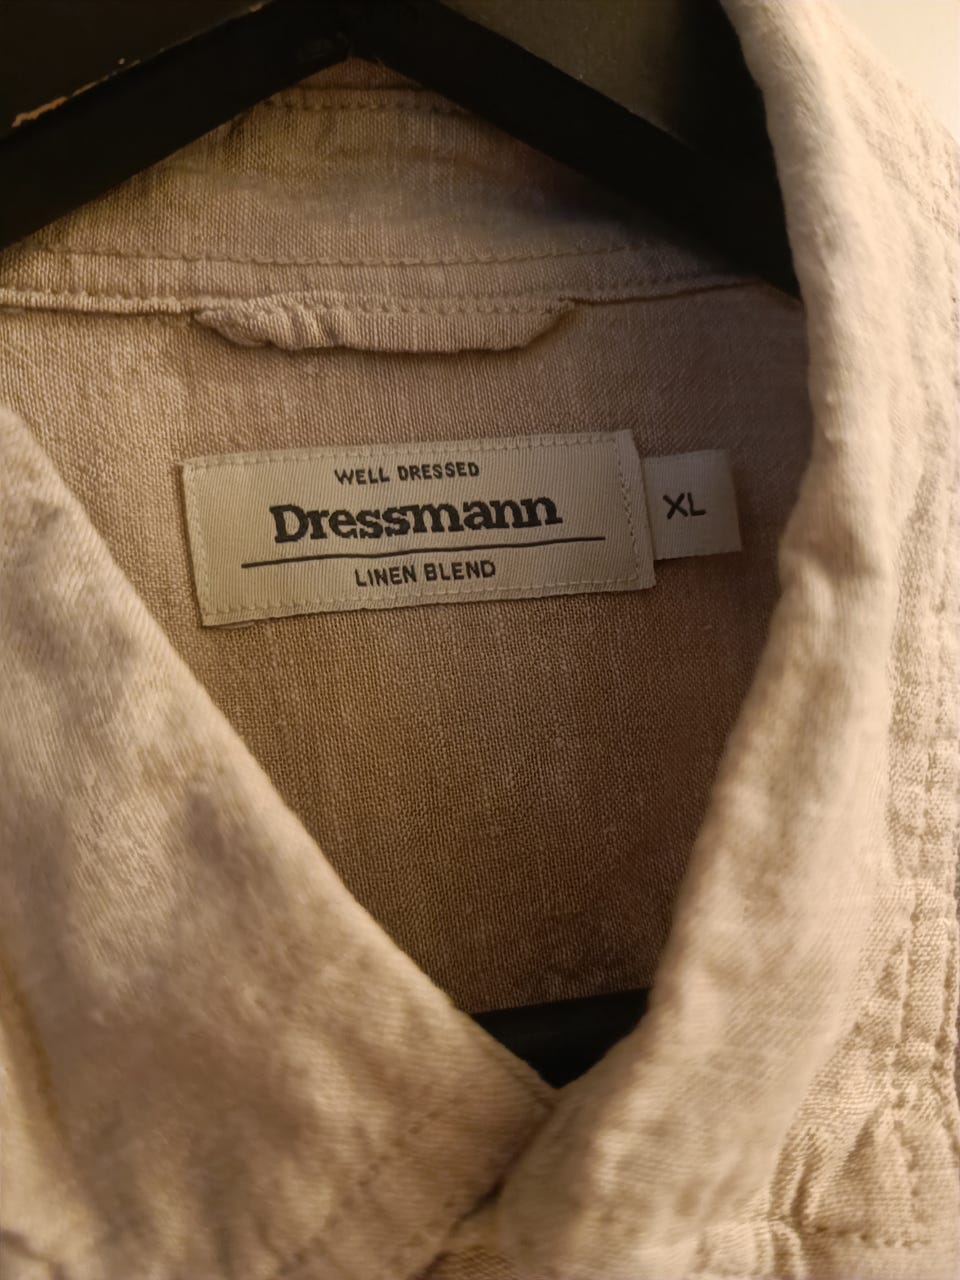 WELL DRESSED
Dressmann
LINEN BLEND
XL